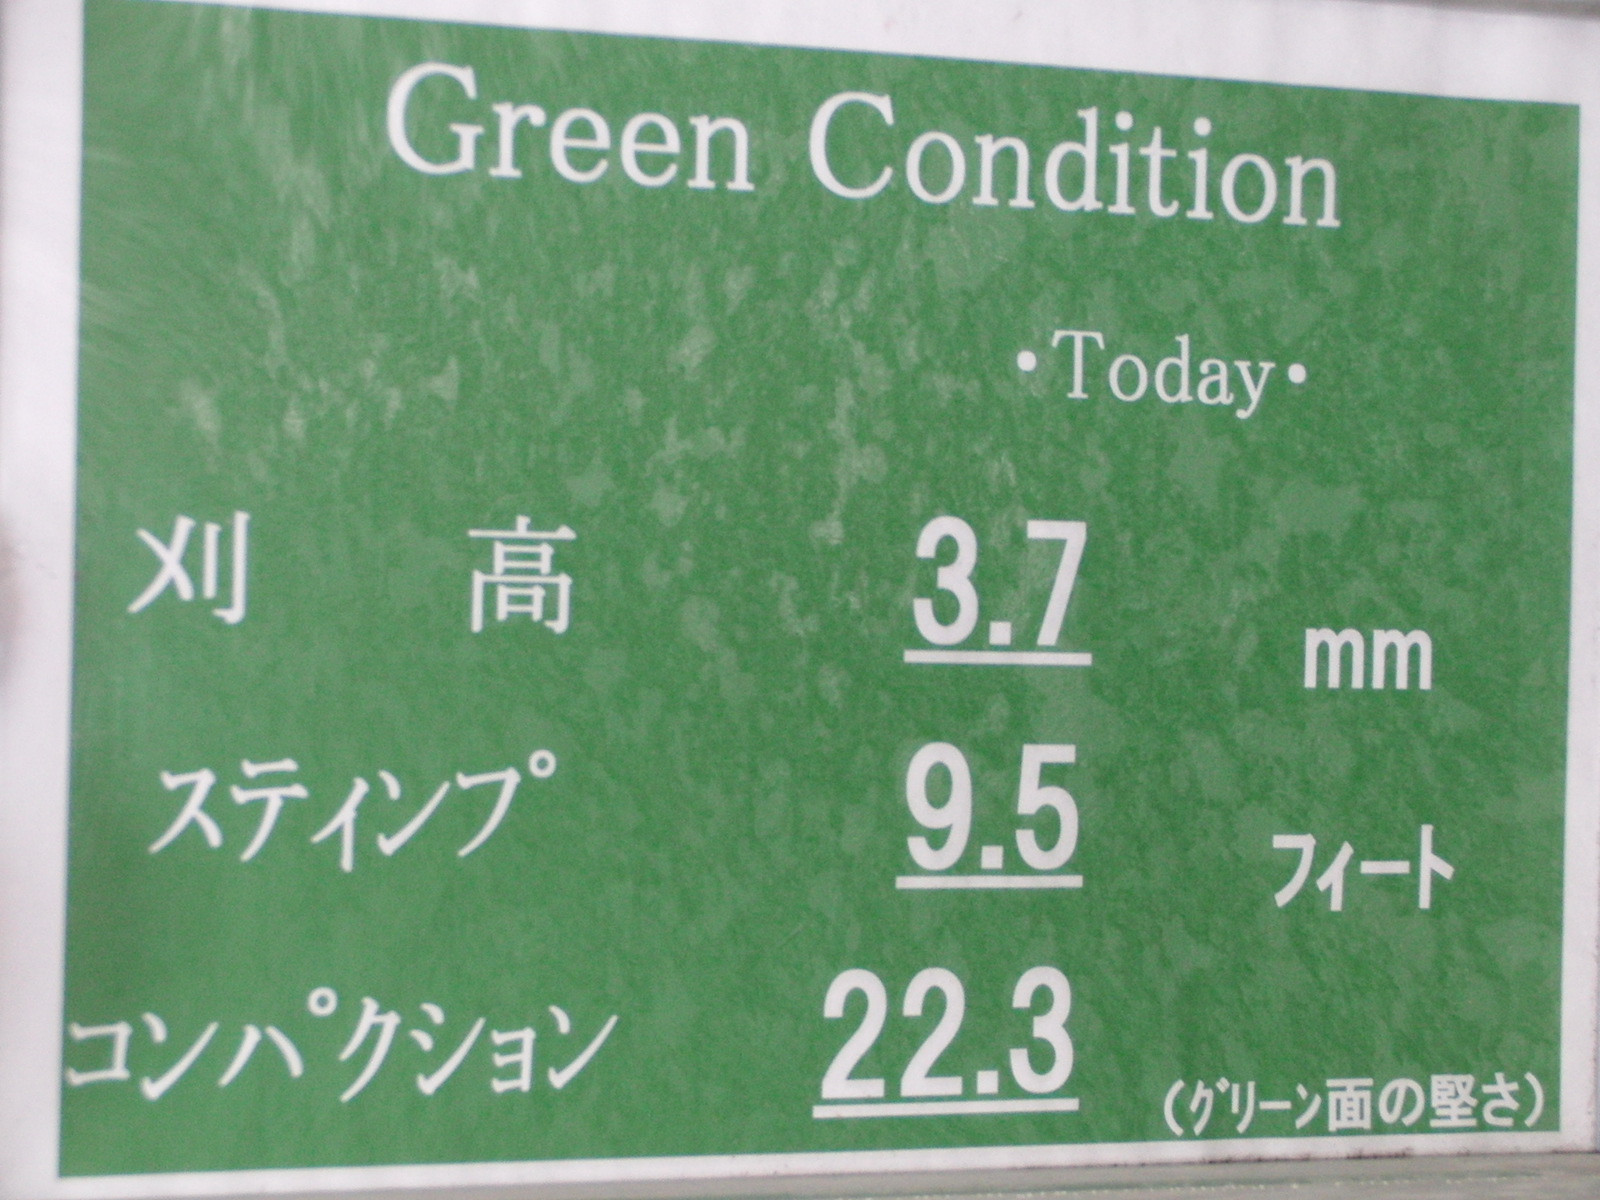 Green Condition
・Today・
刈 高 3.7 mm
スティンプ 9.5 フィート
コンパクション 22.3 (グリーン面の堅さ)